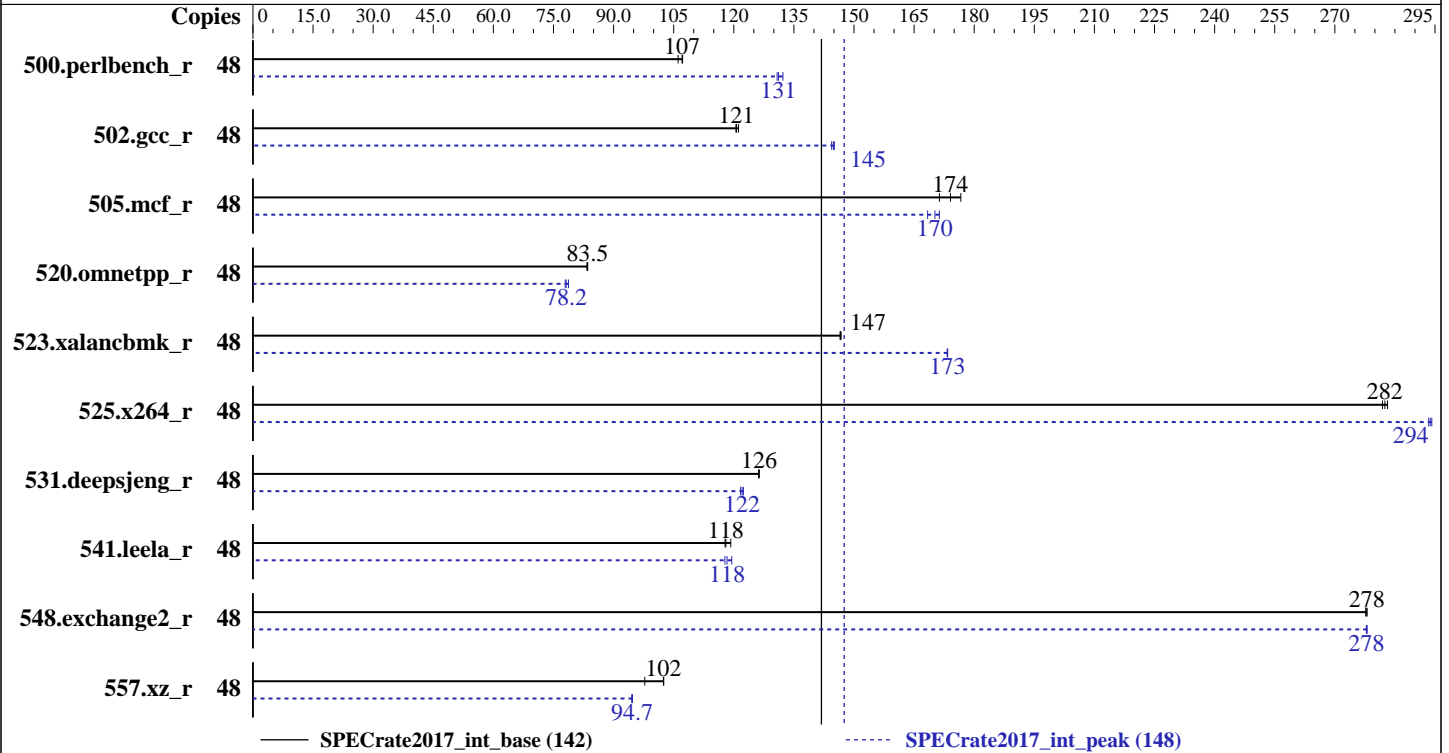 Copies 0 15.0 30.0 45.0 60.0 75.0 90.0 105 120 135 150 165 180 195 210 225 240 255 270 295
500.perlbench_r 48 107
131
502.gcc_r 48 121
145
505.mcf_r 48 174
170
520.omnetpp_r 48 83.5
78.2
523.xalancbmk_r 48 147
173
525.x264_r 48 282
294
531.deepsjeng_r 48 126
122
541.leela_r 48 118
118
548.exchange2_r 48 278
278
557.xz_r 48 102
94.7
SPECrate2017_int_base (142) SPECrate2017_int_peak (148)